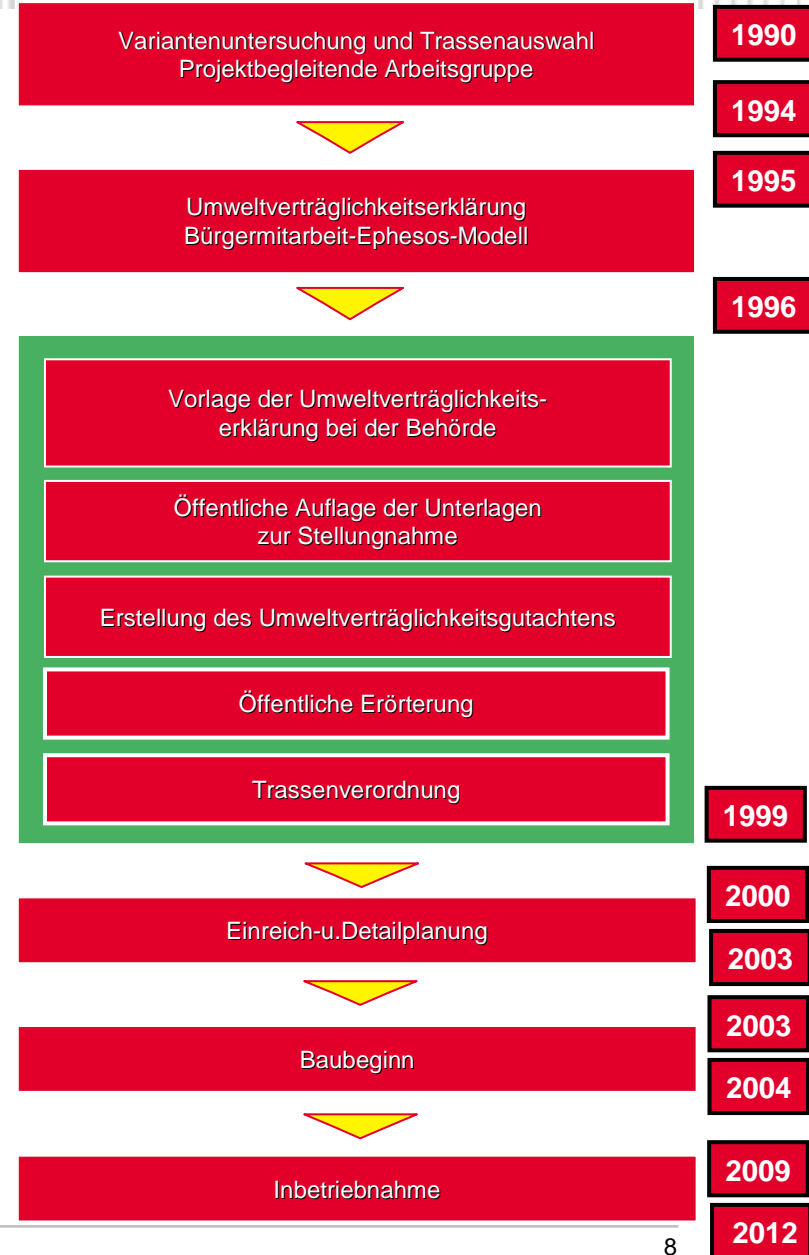 Variantenuntersuchung und Trassenauswahl
Projektbegleitende Arbeitsgruppe
1990
1994
1995
Umweltverträglichkeitserklärung
Bürgermitarbeit-Ephesos-Modell
1996
Vorlage der Umweltverträglichkeits-
erklärung bei der Behörde
Öffentliche Auflage der Unterlagen
zur Stellungnahme
Erstellung des Umweltverträglichkeitsgutachtens
Öffentliche Erörterung
Trassenverordnung
1999
2000
Einreich-u.Detailplanung
2003
2003
Baubeginn
2004
2009
Inbetriebnahme
2012
8